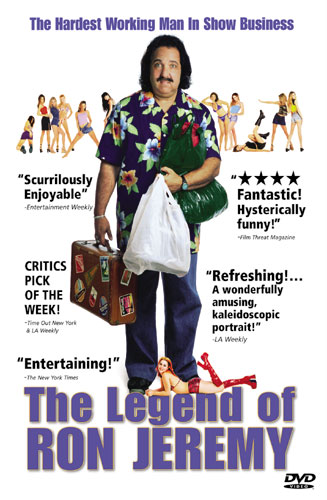 The Hardest Working Man In Show Business
"Scurrilously
Enjoyable"
-Entertainment Weekly
"★★★★
Fantastic!
Hysterically
funny!"
-Film Threat Magazine
CRITICS
PICK
OF THE
WEEK!
-Time Out New York
& LA Weekly
"Refreshing!...
A wonderfully
amusing,
kaleidoscopic
portrait!"
-LA Weekly
"Entertaining!"
-The New York Times
The Legend of
RON JEREMY
DVD
VIDEO